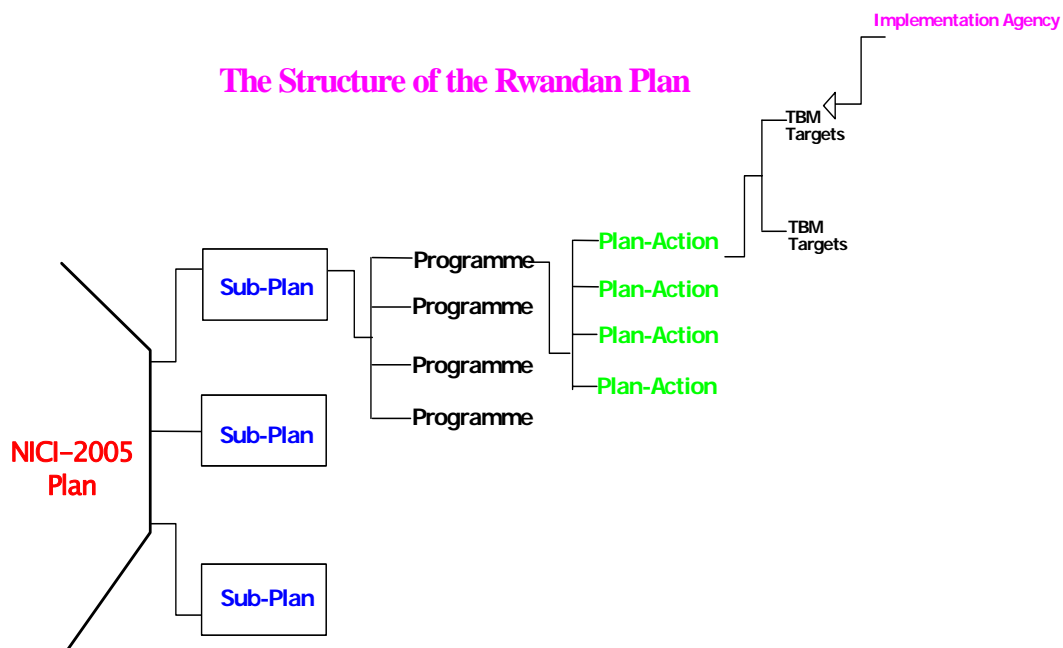 Implementation Agency
The Structure of the Rwandan Plan
TBM
Targets
TBM
Targets
Plan-Action
Plan-Action
Plan-Action
Plan-Action
Programme
Programme
Programme
Programme
Sub-Plan
Sub-Plan
Sub-Plan
NICI-2005
Plan